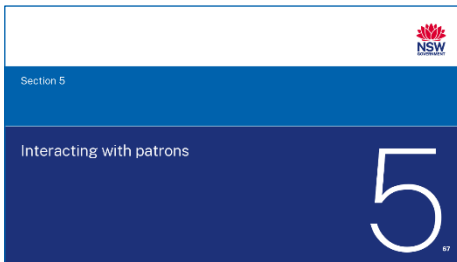 NSW
GOVERNMENT
Section 5
Interacting with patrons
5
67